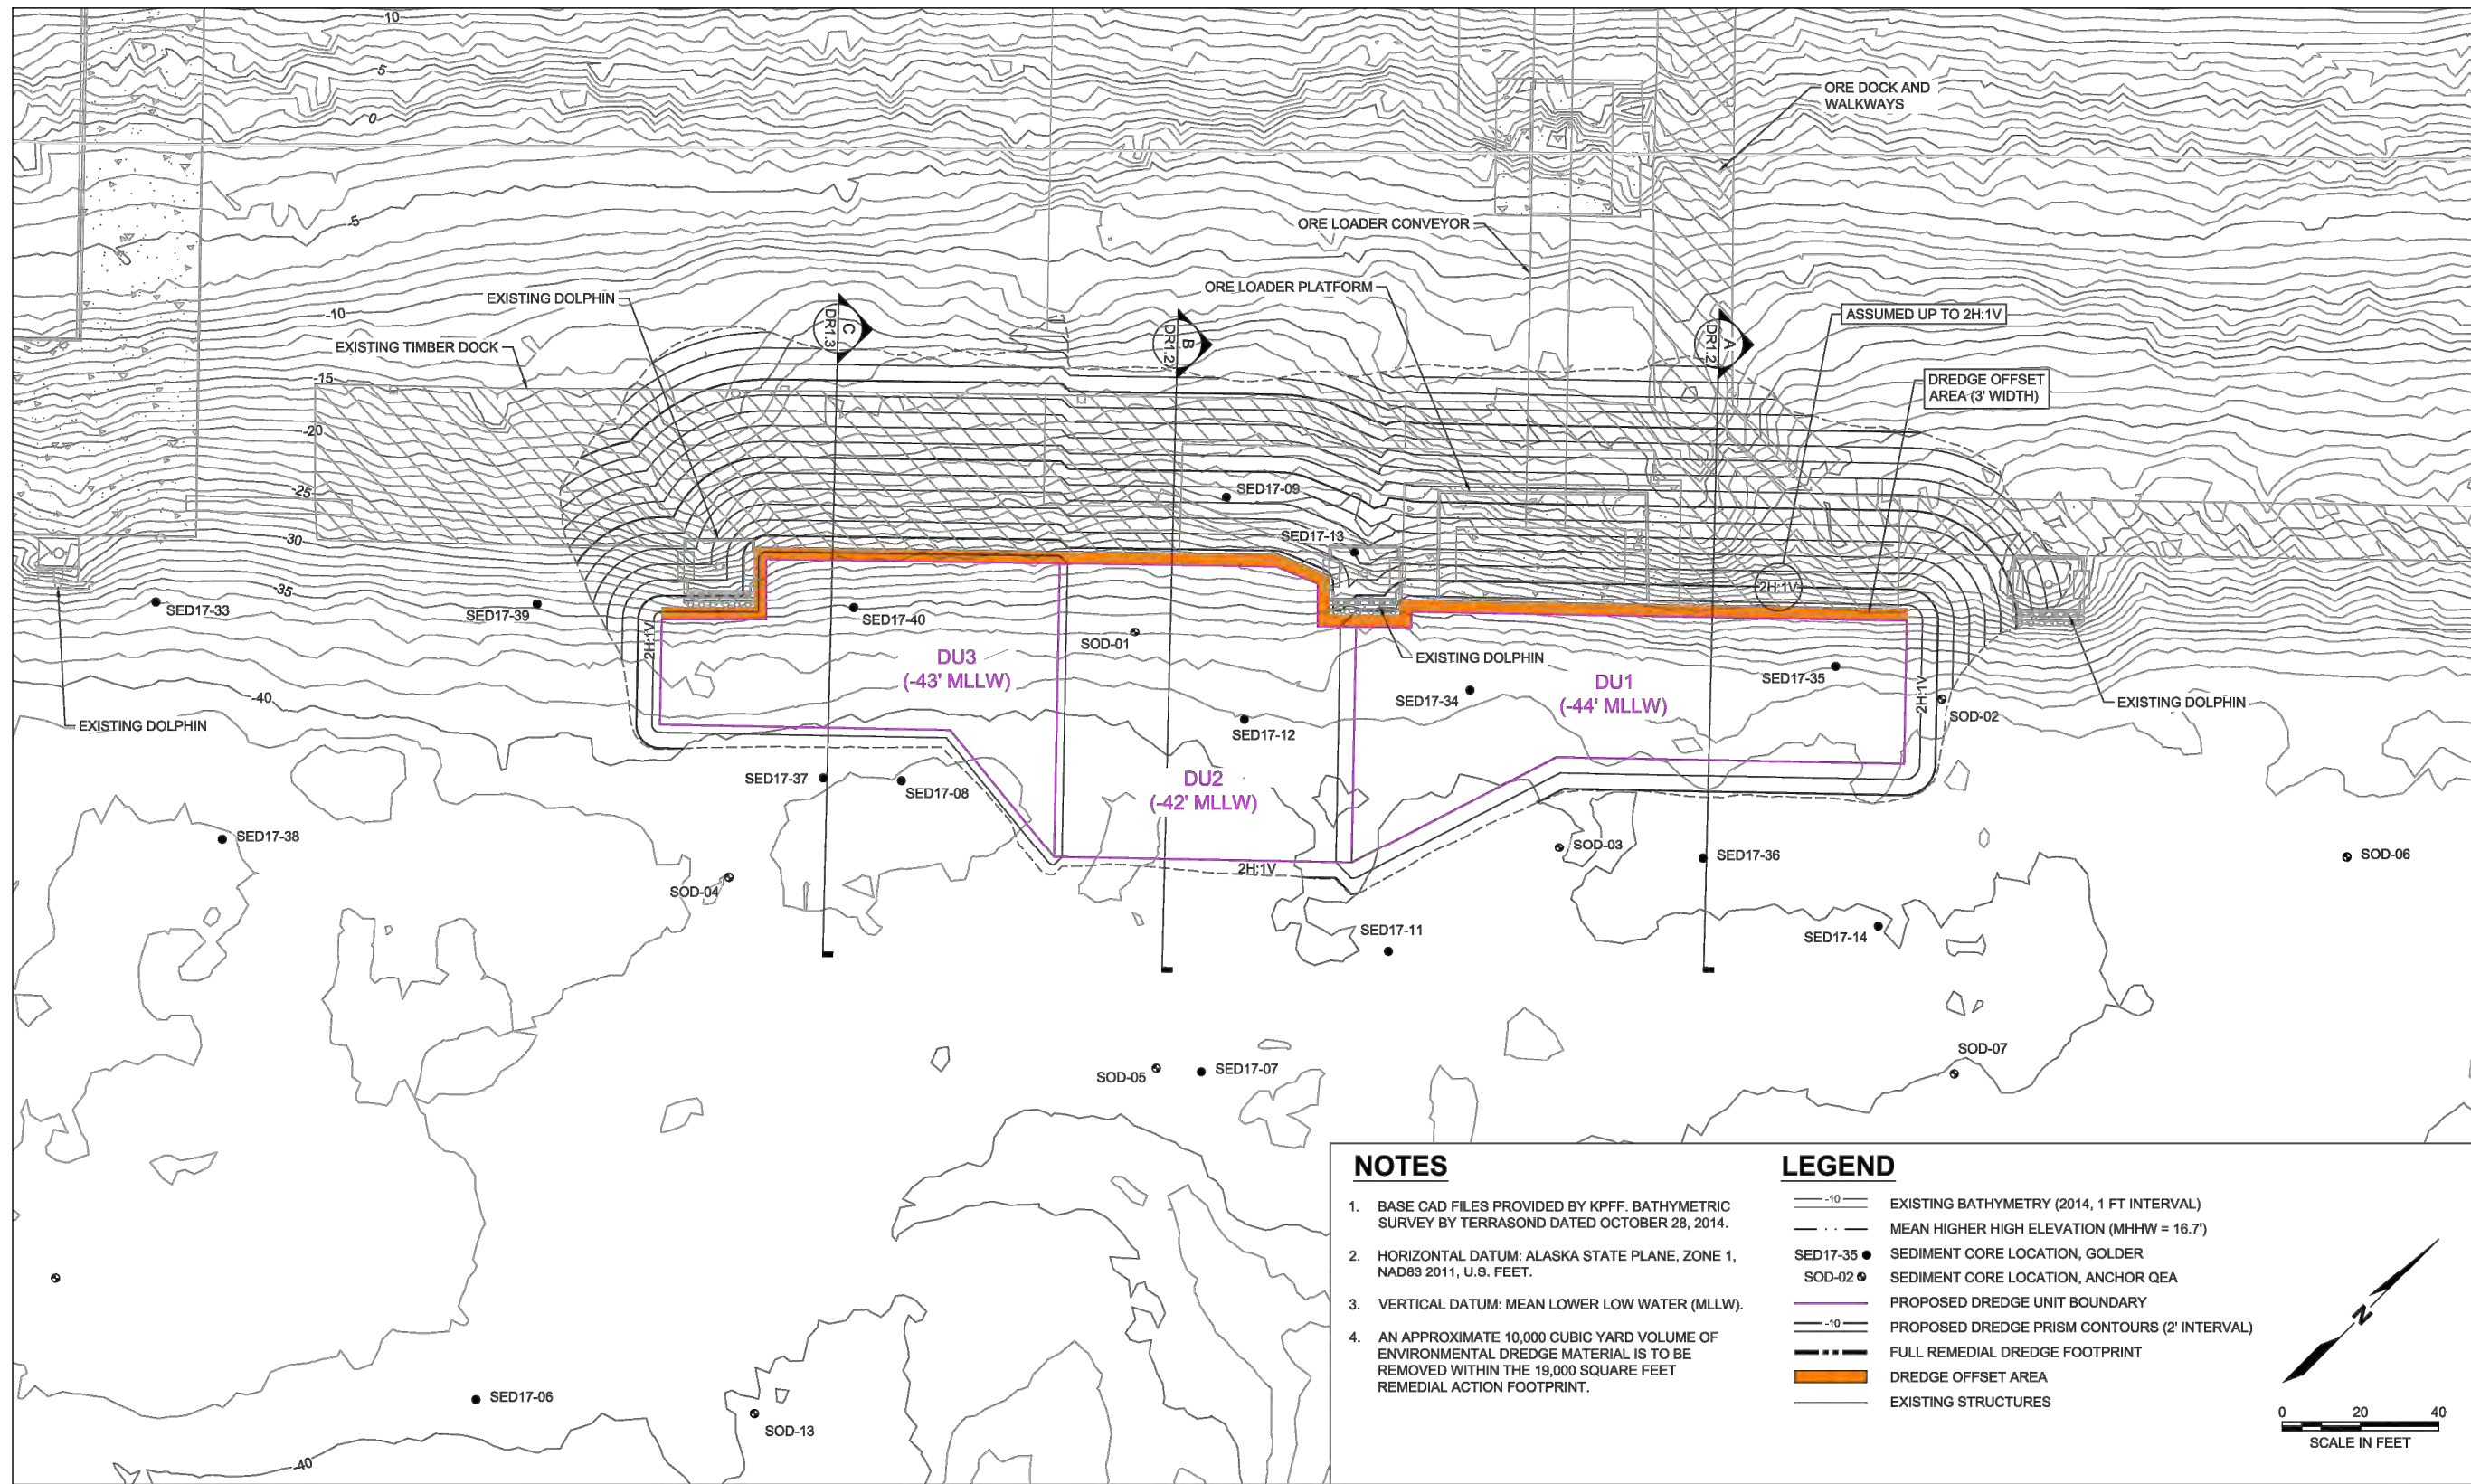 -10
5
0
-5
-10
-15
-20
-25
-30
-35
-40
-40
ORE DOCK AND
WALKWAYS
ORE LOADER CONVEYOR
ORE LOADER PLATFORM
EXISTING DOLPHIN
EXISTING TIMBER DOCK
C
DR1.3
B
DR1.2
A
DR1.2
ASSUMED UP TO 2H:1V
DREDGE OFFSET
AREA (3' WIDTH)
SED17-09
SED17-13
2H:1V
SED17-33
SED17-39
SED17-40
SOD-01
2H:1V
DU3
(-43' MLLW)
EXISTING DOLPHIN
SED17-34
DU1
(-44' MLLW)
SED17-35
2H:1V
SOD-02
EXISTING DOLPHIN
EXISTING DOLPHIN
SED17-12
SED17-37
SED17-08
DU2
(-42' MLLW)
SED17-38
SOD-04
2H:1V
SOD-03
SED17-36
SOD-06
SED17-11
SED17-14
SOD-05
SED17-07
SOD-07
SED17-06
SOD-13
NOTES
1. BASE CAD FILES PROVIDED BY KPFF. BATHYMETRIC
SURVEY BY TERRASOND DATED OCTOBER 28, 2014.
2. HORIZONTAL DATUM: ALASKA STATE PLANE, ZONE 1,
NAD83 2011, U.S. FEET.
3. VERTICAL DATUM: MEAN LOWER LOW WATER (MLLW).
4. AN APPROXIMATE 10,000 CUBIC YARD VOLUME OF
ENVIRONMENTAL DREDGE MATERIAL IS TO BE
REMOVED WITHIN THE 19,000 SQUARE FEET
REMEDIAL ACTION FOOTPRINT.
LEGEND
-10 EXISTING BATHYMETRY (2014, 1 FT INTERVAL)
MEAN HIGHER HIGH ELEVATION (MHHW = 16.7')
SED17-35 SEDIMENT CORE LOCATION, GOLDER
SOD-02 SEDIMENT CORE LOCATION, ANCHOR QEA
PROPOSED DREDGE UNIT BOUNDARY
-10 PROPOSED DREDGE PRISM CONTOURS (2' INTERVAL)
FULL REMEDIAL DREDGE FOOTPRINT
DREDGE OFFSET AREA
EXISTING STRUCTURES
N
0 20 40
SCALE IN FEET